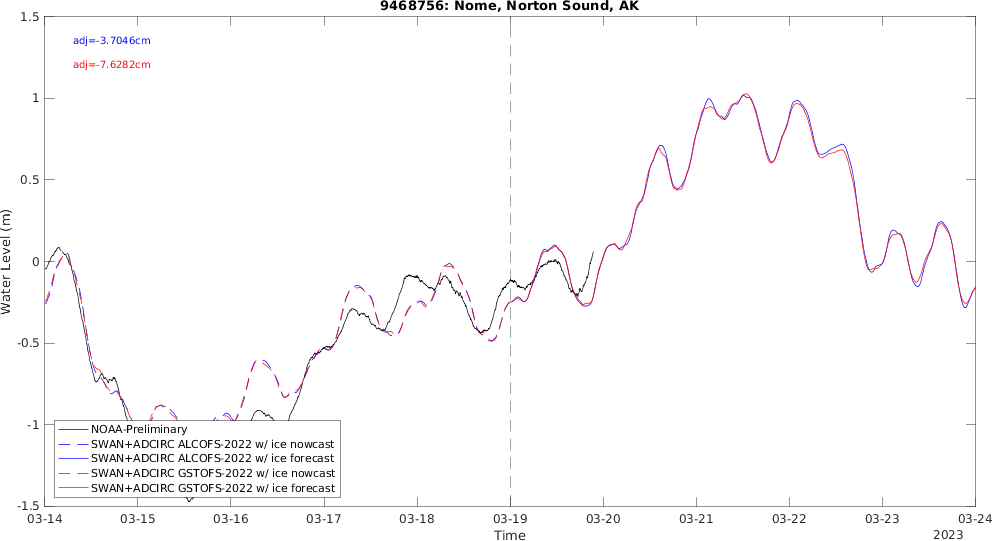 9468756: Nome, Norton Sound, AK
adj=-3.7046cm
adj=-7.6282cm
Water Level (m)
1.5
1
0.5
0
-0.5
-1
-1.5
NOAA-Preliminary
SWAN+ADCIRC ALCOFS-2022 w/ ice nowcast
SWAN+ADCIRC ALCOFS-2022 w/ ice forecast
SWAN+ADCIRC GSTOFS-2022 w/ ice nowcast
SWAN+ADCIRC GSTOFS-2022 w/ ice forecast
03-14 03-15 03-16 03-17 03-18 03-19 03-20 03-21 03-22 03-23 03-24
Time
2023